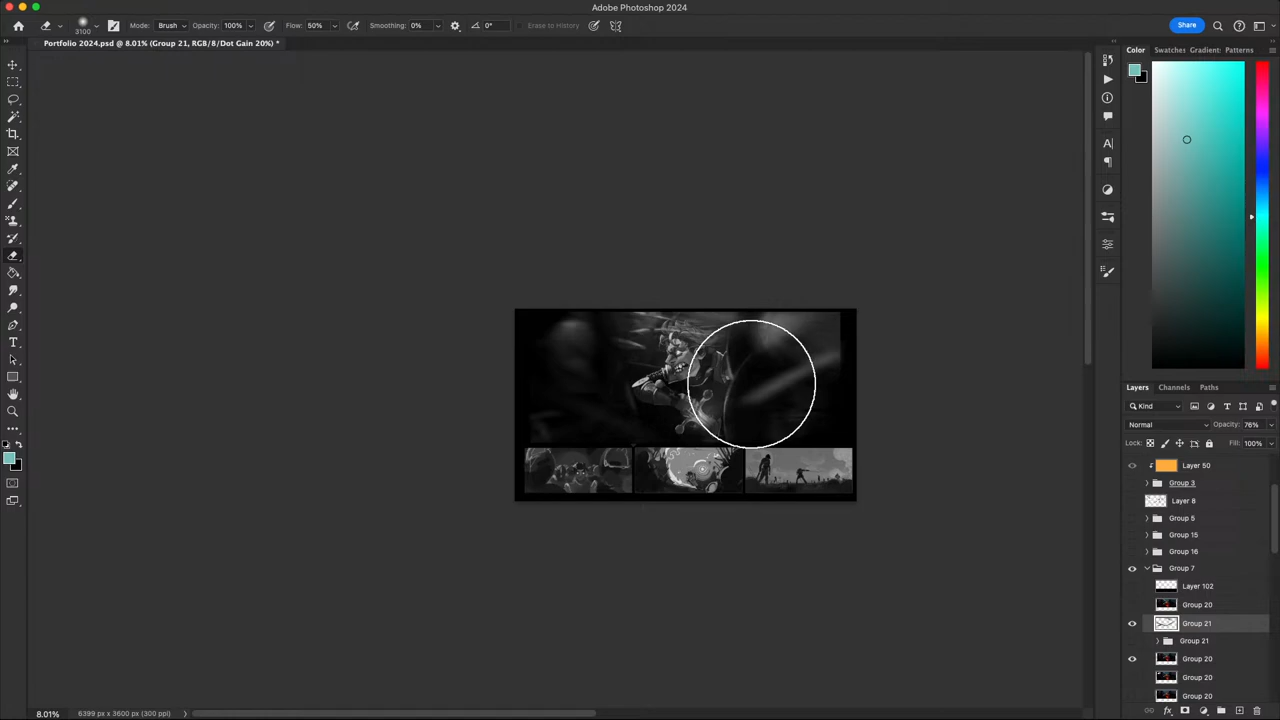 Adobe Photoshop 2024
3100
Mode: Brush Opacity: 100% Flow: 50% Smoothing: 0% 0° Erase to History Share
Portfolio 2024.psd @ 8.01% (Group 21, RGB/8/Dot Gain 20%) *
Color Swatches Gradient: Patterns
Layers Channels Paths
Kind
Normal Opacity: 76%
Lock: Fill: 100%
Layer 50
Group 3
Layer 8
Group 5
Group 15
Group 16
Group 7
Layer 102
Group 20
Group 21
Group 21
Group 20
Group 20
Group 20
8.01% 6399 px x 3600 px (300 ppi)